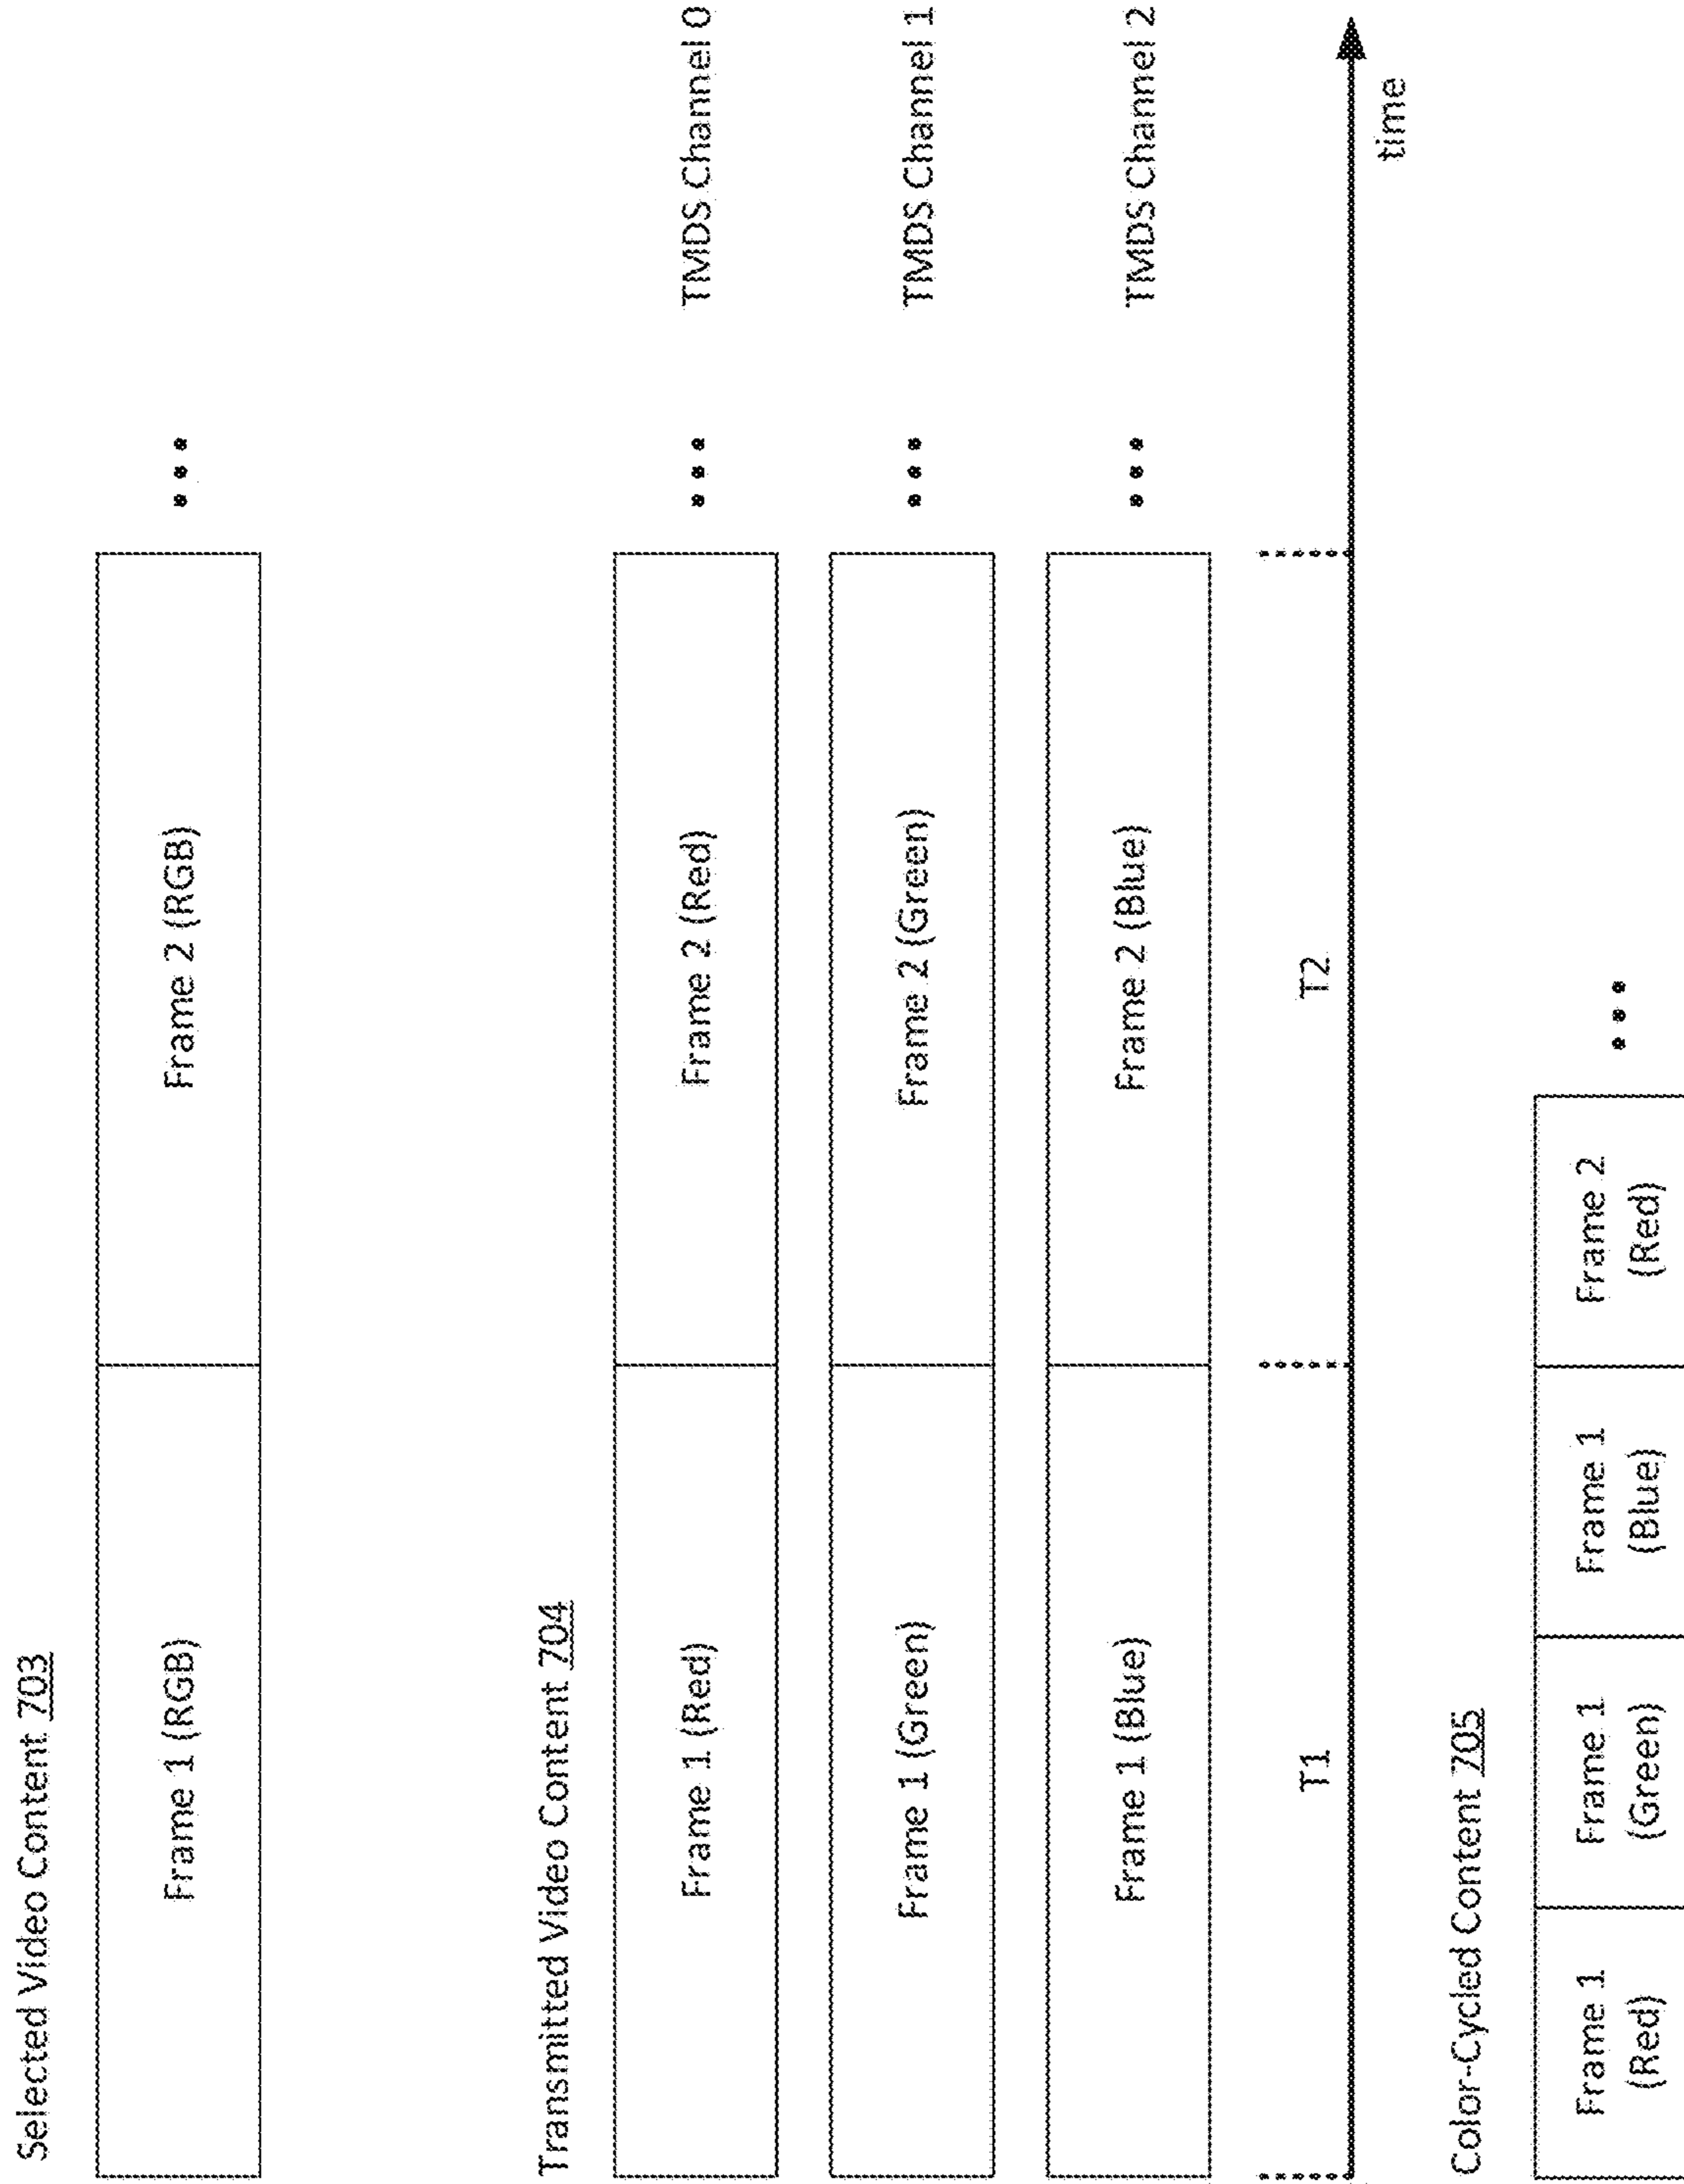 Selected Video Content 703
Frame 1 (RGB)
Frame 2 (RGB)
Transmitted Video Content 704
Frame 1 (Red)
Frame 2 (Red)
TMDS Channel 0
Frame 1 (Green)
Frame 2 (Green)
TMDS Channel 1
Frame 1 (Blue)
Frame 2 (Blue)
TMDS Channel 2
T1
T2
time
Color-Cycled Content 705
Frame 1
(Red)
Frame 1
(Green)
Frame 1
(Blue)
Frame 2
(Red)